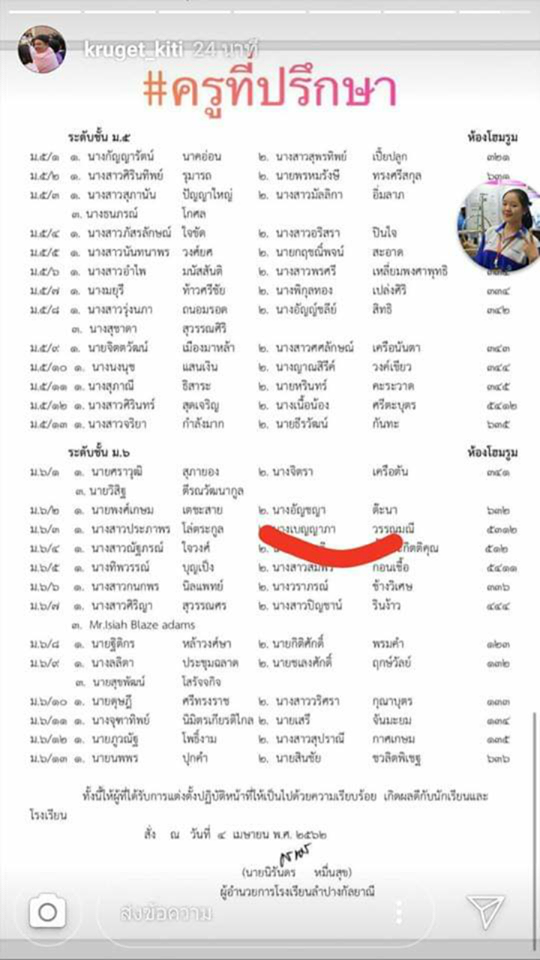 kruget_kiti 24 นาที
#ครูที่ปรึกษา
ระดับชั้น ม.๕ ห้องโฮมรูม
ม.๕/๑ ๑. นางกัญญารัตน์ นาคอ่อน ๒. นางสาวสุพรทิพย์ เปี้ยปลูก ๓๒๑
ม.๕/๒ ๑. นางสาวศิรินทิพย์ รุมารถ ๒. นายพรหมรังษี ทรงศรีสกุล ๖๓๑
ม.๕/๓ ๑. นางสาวสุภานัน ปัญญาใหญ่ ๒. นางสาวมัลลิกา อิ่มลาภ
๓. นางธนภรณ์ โกศล
ม.๕/๔ ๑. นางสาวภัสรลักษณ์ ใจขัด ๒. นางสาวอริสรา ปินใจ
ม.๕/๕ ๑. นางสาวนันทนาพร วงศ์ยศ ๒. นายกฤชณัี้พจน์ สะอาด
ม.๕/๖ ๑. นางสาวอำไพ มนัสสันติ ๒. นางสาวพรศรี เหลี่ยมพงศาพุทธิ
ม.๕/๗ ๑. นางมยุรี ท้าวศรีชัย ๒. นางพิกุลทอง เปล่งศิริ ๓๓๔
ม.๕/๘ ๑. นางสาวรุ่งนภา ถนอมรอด ๒. นางอัญญ์ชลีย์ สิทธิ ๓๔๒
๓. นางสุชาดา สุวรรณศิริ
ม.๕/๙ ๑. นายจิตตวัฒน์ เมืองมาหล้า ๒. นางสาวศศลักษณ์ เครือนันตา ๓๔๓
ม.๕/๑๐ ๑. นางนงนุช แสนเงิน ๒. นางญาณสิรีค์ วงค์เขียว ๓๔๔
ม.๕/๑๑ ๑. นางสุภาณี ธิสาระ ๒. นายหรินทร์ คะระวาด ๓๔๕
ม.๕/๑๒ ๑. นางสาวศิรินทร์ สุดเจริญ ๒. นางเนื้อน้อง ศรีตะบุตร ๕๔๑๒
ม.๕/๑๓ ๑. นางสาวจริยา กำลังมาก ๒. นายธีรวัฒน์ กันทะ ๖๓๕
ระดับชั้น ม.๖ ห้องโฮมรูม
ม.๖/๑ ๑. นายศราวุฒิ สุภายอง ๒. นางจิตรา เครือตัน ๓๔๑
๓. นายวิสิฐ ตีรณวัฒนากูล
ม.๖/๒ ๑. นายพงศ์เกษม เตชะสาย ๒. นางอัญชญา ต๊ะนา ๖๓๒
ม.๖/๓ ๑. นางสาวประภาพร โล่ตระกูล ๒. นางเบญญาภา วรรณมณี ๕๓๑๒
ม.๖/๔ ๑. นางสาวณัฐภรณ์ ใจวงศ์ ๒. กิตติคุณ ๕๑๒
ม.๖/๕ ๑. นางทิพวรรณ์ บุญเป็ง ๒. นางสาวสมพร กอนเชื้อ ๕๔๑๑
ม.๖/๖ ๑. นางสาวกนกพร นิลแพทย์ ๒. นางวราภรณ์ ช้างวิเศษ ๓๓๖
ม.๖/๗ ๑. นางสาวศิริญา สุวรรณศร ๒. นางสาวปิญชาน์ รินง้าว ๔๔๔
๓. Mr.Isiah Blaze adams
ม.๖/๘ ๑. นายฐิติกร หล้าวงศ์ษา ๒. นายกิติศักดิ์ พรมคำ ๑๒๓
ม.๖/๙ ๑. นางลลิตา ประชุมฉลาด ๒. นายชเลงศักดิ์ ฤกษ์วัลย์ ๑๓๒
๓. นายสุขพัฒน์ โสรัจจกิจ
ม.๖/๑๐ ๑. นายดุษฎี ศรีทรงราช ๒. นางสาววริศรา กุณาบุตร ๑๓๓
ม.๖/๑๑ ๑. นางจุฑาทิพย์ นิมิตรเกียรติไกล ๒. นายเสรี จันมะยม ๑๓๔
ม.๖/๑๒ ๑. นายภูวณัฐ โพธิ์งาม ๒. นางสาวสุปราณี กาศเกษม ๑๓๕
ม.๖/๑๓ ๑. นายนพพร ปุกคำ ๒. นายสินชัย ชวลิตพิเชฐ ๖๓๖
ทั้งนี้ให้ผู้ที่ได้รับการแต่งตั้งปฏิบัติหน้าที่ให้เป็นไปด้วยความเรียบร้อย เกิดผลดีกับนักเรียนและ
โรงเรียน
สั่ง ณ วันที่ ๔ เมษายน พ.ศ. ๒๕๖๒
(นายนิรันดร หมื่นสุข)
ผู้อำนวยการโรงเรียนลำปางกัลยาณี
ส่งข้อความ